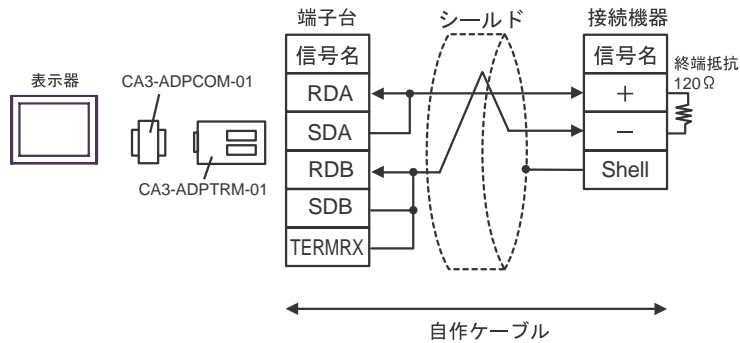 端子台
シールド
接続機器
信号名
信号名
終端抵抗
120Ω
表示器
CA3-ADPCOM-01
RDA
+
SDA
−
RDB
Shell
CA3-ADPTRM-01
SDB
TERMRX
自作ケーブル